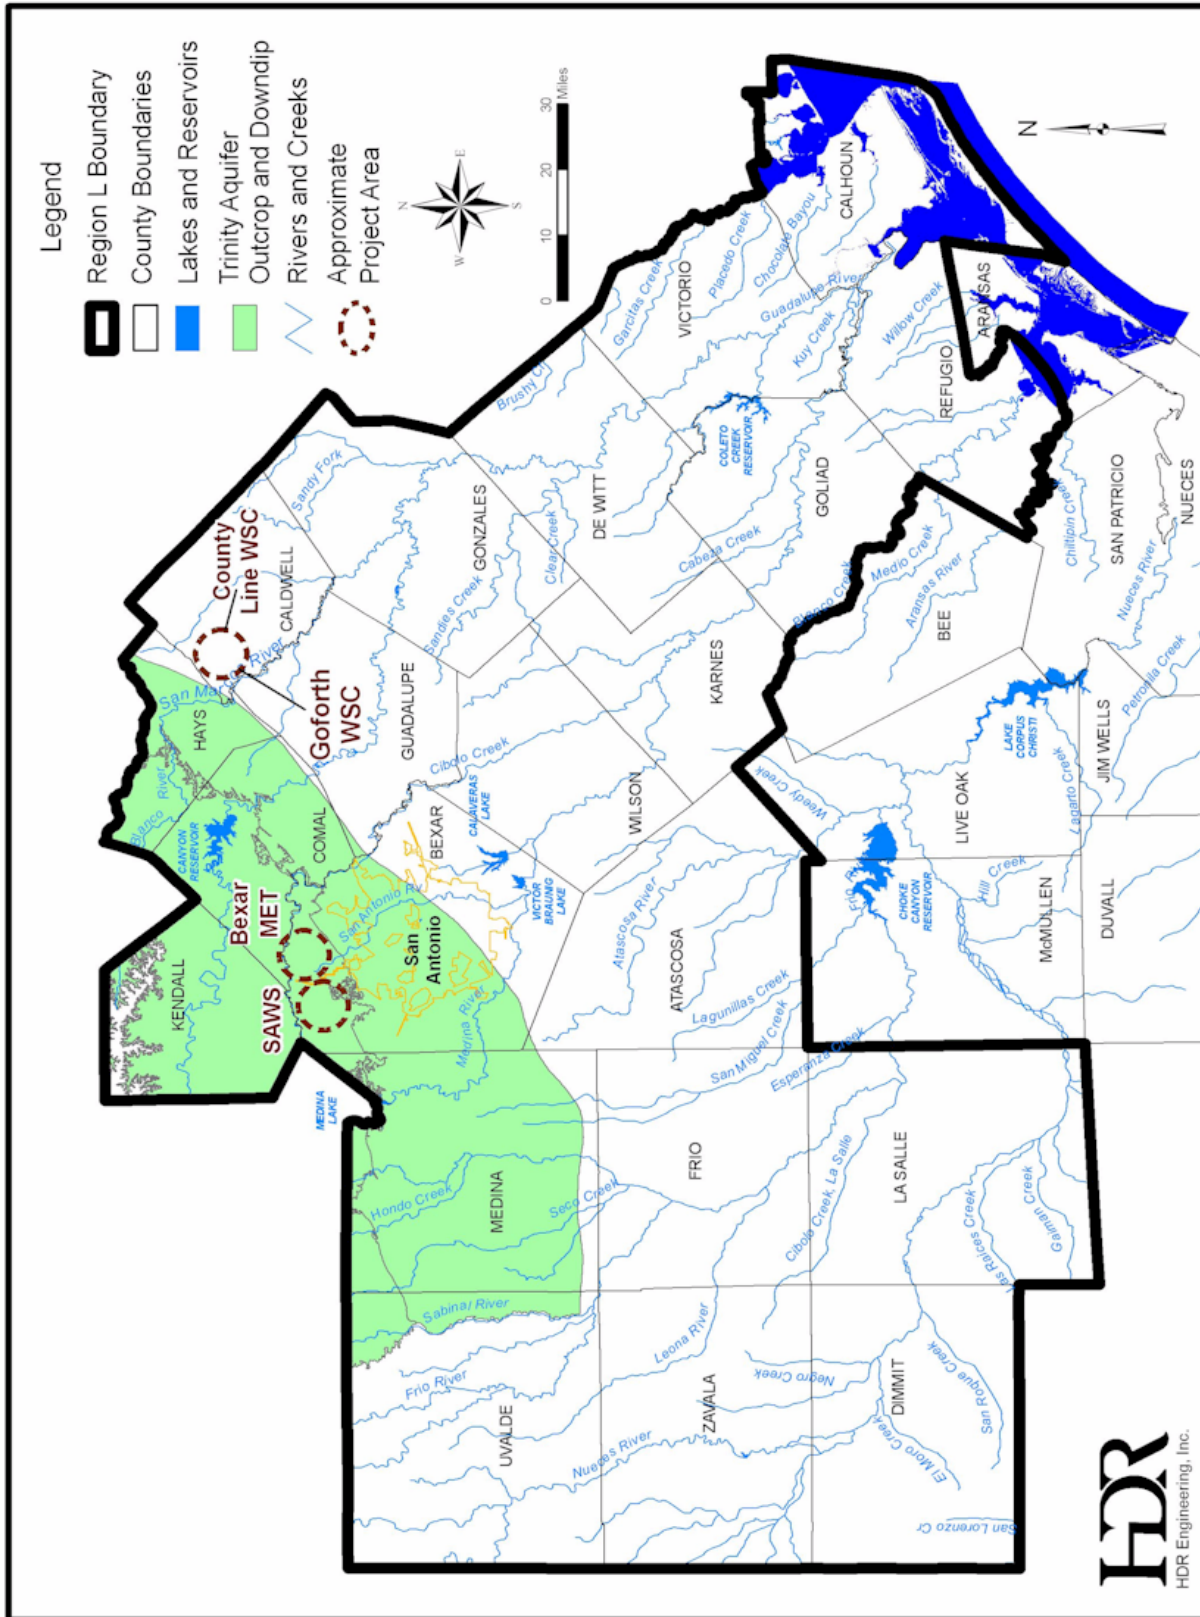 Legend
Region L Boundary
County Boundaries
Lakes and Reservoirs
Trinity Aquifer
Outcrop and Downdip
Rivers and Creeks
Approximate
Project Area
N
E
S
W
0 10 20 30
Miles
N
County
Line WSC
Goforth
WSC
Bexar
MET
SAWS
San
Antonio
KENDALL
HAYS
COMAL
CALDWELL
GUADALUPE
GONZALES
BEXAR
WILSON
KARNES
DE WITT
VICTORIO
CALHOUN
GOLIAD
REFUGIO
ARANSAS
BEE
SAN PATRICIO
NUECES
JIM WELLS
LIVE OAK
McMULLEN
DUVALL
ATASCOSA
MEDINA
FRIO
LA SALLE
UVALDE
ZAVALA
DIMMIT
CANYON
RESERVOIR
MEDINA
LAKE
CALAVERAS
LAKE
VICTOR
BRAUNIG
LAKE
COLETO
CREEK
RESERVOIR
CHOKE
CANYON
RESERVOIR
LAKE
CORPUS
CHRISTI
Blanco River
San Marcos River
Sandy Fork
Brushy Cr
Garcitas Creek
Placedo Creek
Chocolate Bayou
Guadalupe River
Kuy Creek
Willow Creek
Clear Creek
Sandies Creek
Cabeza Creek
Cibolo Creek
San Antonio Rv
Medina River
Hondo Creek
Seco Creek
Sabinal River
Frio River
Leona River
Nueces River
Negro Creek
El Moro Creek
San Roque Creek
San Lorenzo Cr
Las Raices Creek
Gaiman Creek
Cibolo Creek, La Salle
Esperanza Creek
San Miguel Creek
Lagunillas Creek
Atascosa River
Weedy Creek
Frio Rv
Hill Creek
Lagarto Creek
Blanco Creek
Medio Creek
Aransas River
Chiltipin Creek
Nueces River
Petronila Creek
HDR
HDR Engineering, Inc.